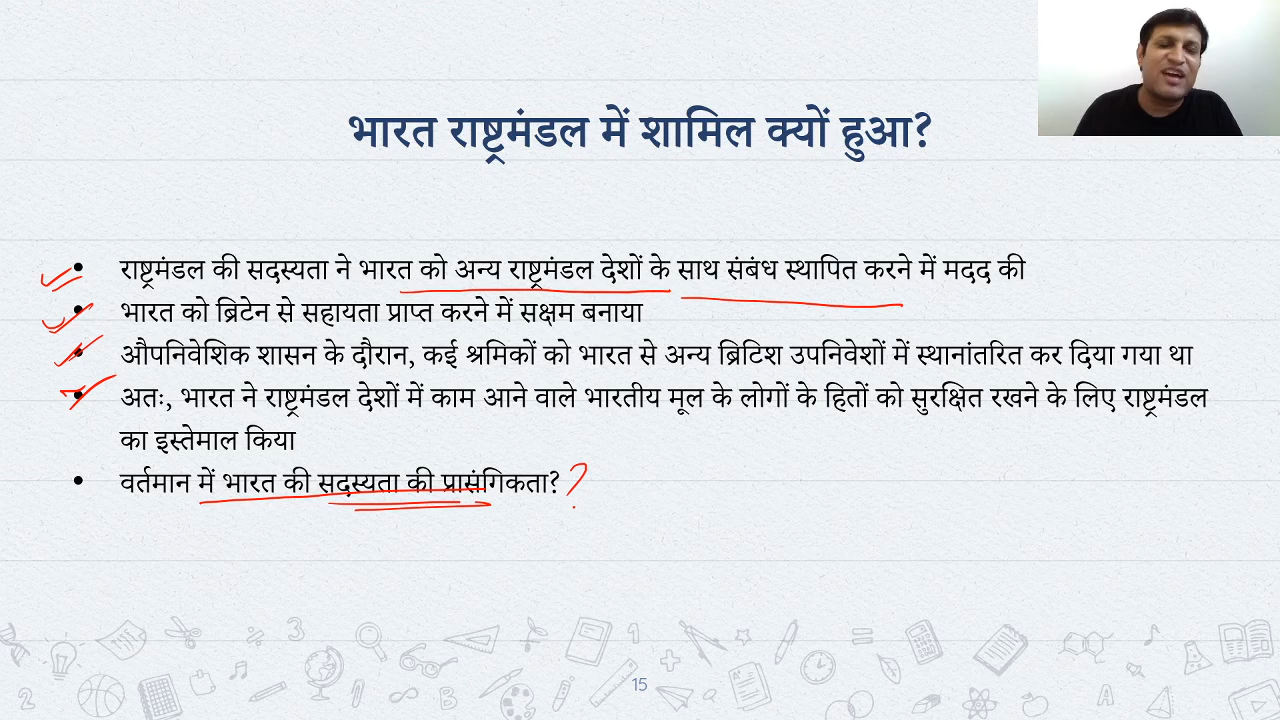 भारत राष्ट्रमंडल में शामिल क्यों हुआ?
• राष्ट्रमंडल की सदस्यता ने भारत को अन्य राष्ट्रमंडल देशों के साथ संबंध स्थापित करने में मदद की
• भारत को ब्रिटेन से सहायता प्राप्त करने में सक्षम बनाया
• औपनिवेशिक शासन के दौरान, कई श्रमिकों को भारत से अन्य ब्रिटिश उपनिवेशों में स्थानांतरित कर दिया गया था
• अतः, भारत ने राष्ट्रमंडल देशों में काम आने वाले भारतीय मूल के लोगों के हितों को सुरक्षित रखने के लिए राष्ट्रमंडल
का इस्तेमाल किया
• वर्तमान में भारत की सदस्यता की प्रासंगिकता? ?
15